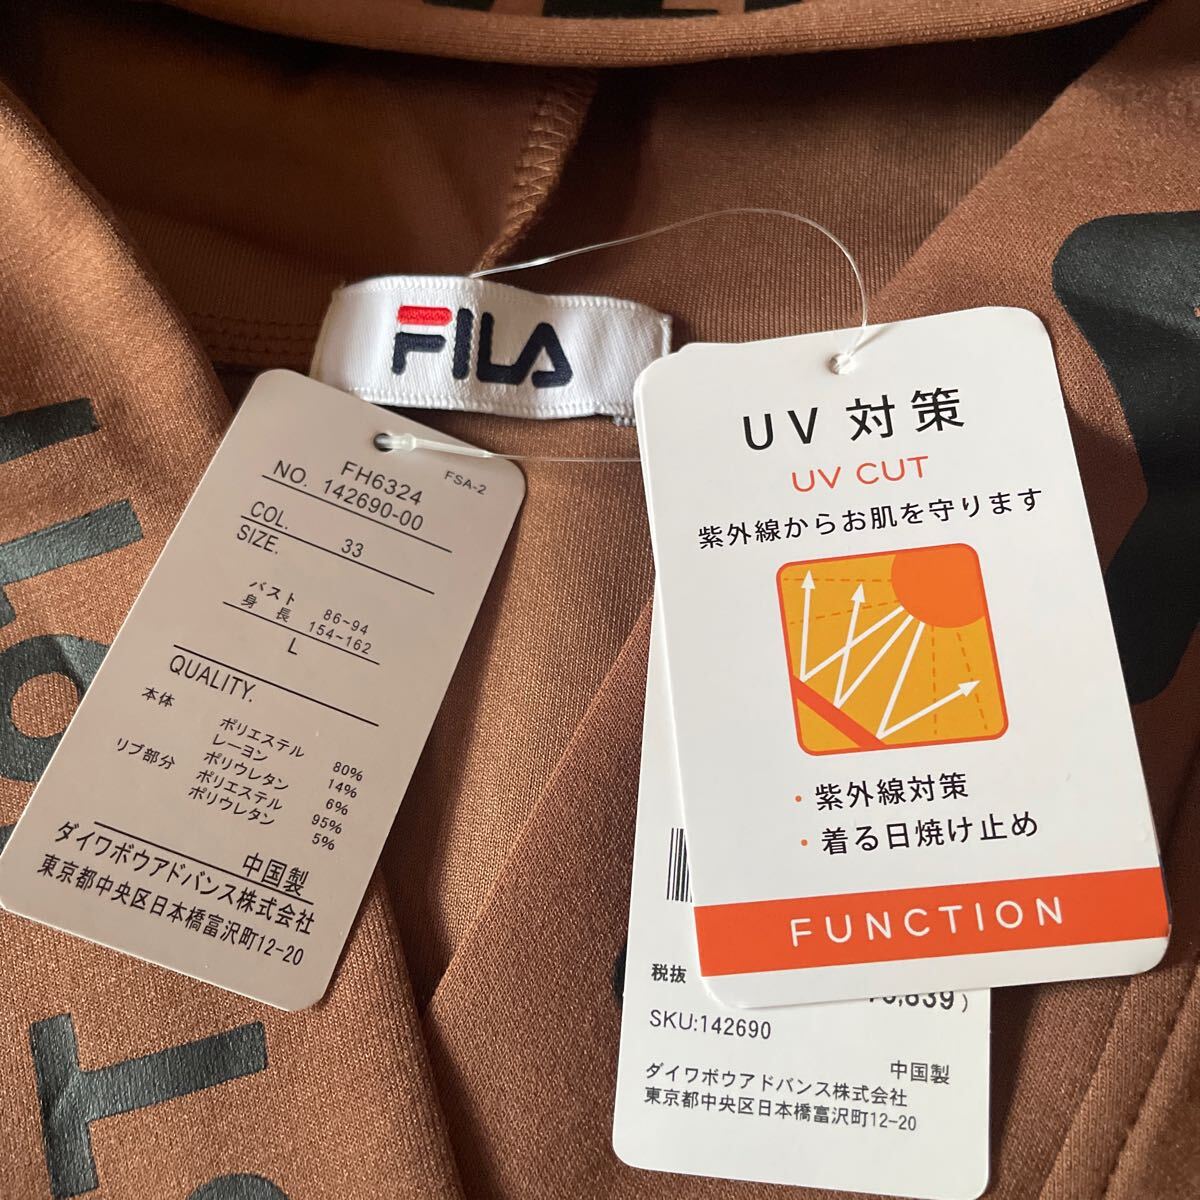 FILA
FSA-2
FH6324
NO. 142690-00
COL. 33
SIZE.
バスト 86-94
身長 154-162
L
QUALITY.
本体 ポリエステル 80%
レーヨン 14%
ポリウレタン 6%
リブ部分 ポリエステル 95%
ポリウレタン 5%
中国製
ダイワボウアドバンス株式会社
東京都中央区日本橋富沢町12-20
UV 対策
UV CUT
紫外線からお肌を守ります
・紫外線対策
・着る日焼け止め
FUNCTION
税抜
,839)
SKU:142690
中国製
ダイワボウアドバンス株式会社
東京都中央区日本橋富沢町12-20